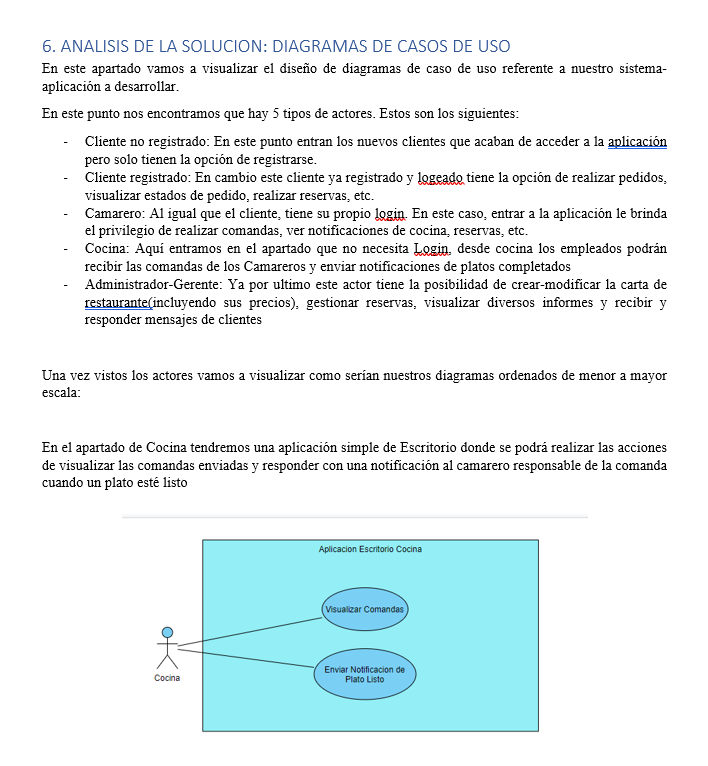 6. ANALISIS DE LA SOLUCION: DIAGRAMAS DE CASOS DE USO
En este apartado vamos a visualizar el diseño de diagramas de caso de uso referente a nuestro sistema-
aplicación a desarrollar.
En este punto nos encontramos que hay 5 tipos de actores. Estos son los siguientes:
- Cliente no registrado: En este punto entran los nuevos clientes que acaban de acceder a la aplicación
pero solo tienen la opción de registrarse.
- Cliente registrado: En cambio este cliente ya registrado y logeado tiene la opción de realizar pedidos,
visualizar estados de pedido, realizar reservas, etc.
- Camarero: Al igual que el cliente, tiene su propio login. En este caso, entrar a la aplicación le brinda
el privilegio de realizar comandas, ver notificaciones de cocina, reservas, etc.
- Cocina: Aquí entramos en el apartado que no necesita Login, desde cocina los empleados podrán
recibir las comandas de los Camareros y enviar notificaciones de platos completados
- Administrador-Gerente: Ya por ultimo este actor tiene la posibilidad de crear-modificar la carta de
restaurante(incluyendo sus precios), gestionar reservas, visualizar diversos informes y recibir y
responder mensajes de clientes
Una vez vistos los actores vamos a visualizar como serían nuestros diagramas ordenados de menor a mayor
escala:
En el apartado de Cocina tendremos una aplicación simple de Escritorio donde se podrá realizar las acciones
de visualizar las comandas enviadas y responder con una notificación al camarero responsable de la comanda
cuando un plato esté listo
Aplicacion Escritorio Cocina
Visualizar Comandas
Enviar Notificacion de
Plato Listo
Cocina